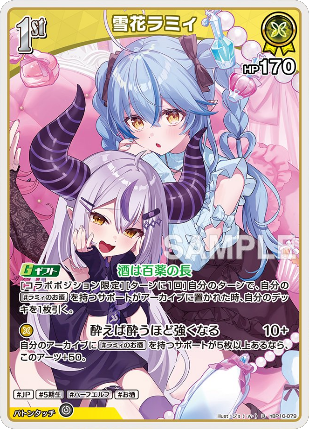 1st
雪花ラミィ
HP 170
SAMPLE
Gギフト 酒は百薬の長
[コラボポジション限定][ターンに1回]自分のターンで、自分の
#ラミィのお酒 を持つサポートがアーカイブに置かれた時、自分のデッ
キを1枚引く。
酔えば酔うほど強くなる 10+
自分のアーカイブに #ラミィのお酒 を持つサポートが5枚以上あるなら、
このアーツ+50。
#JP #5期生 #ハーフエルフ #お酒
バトンタッチ